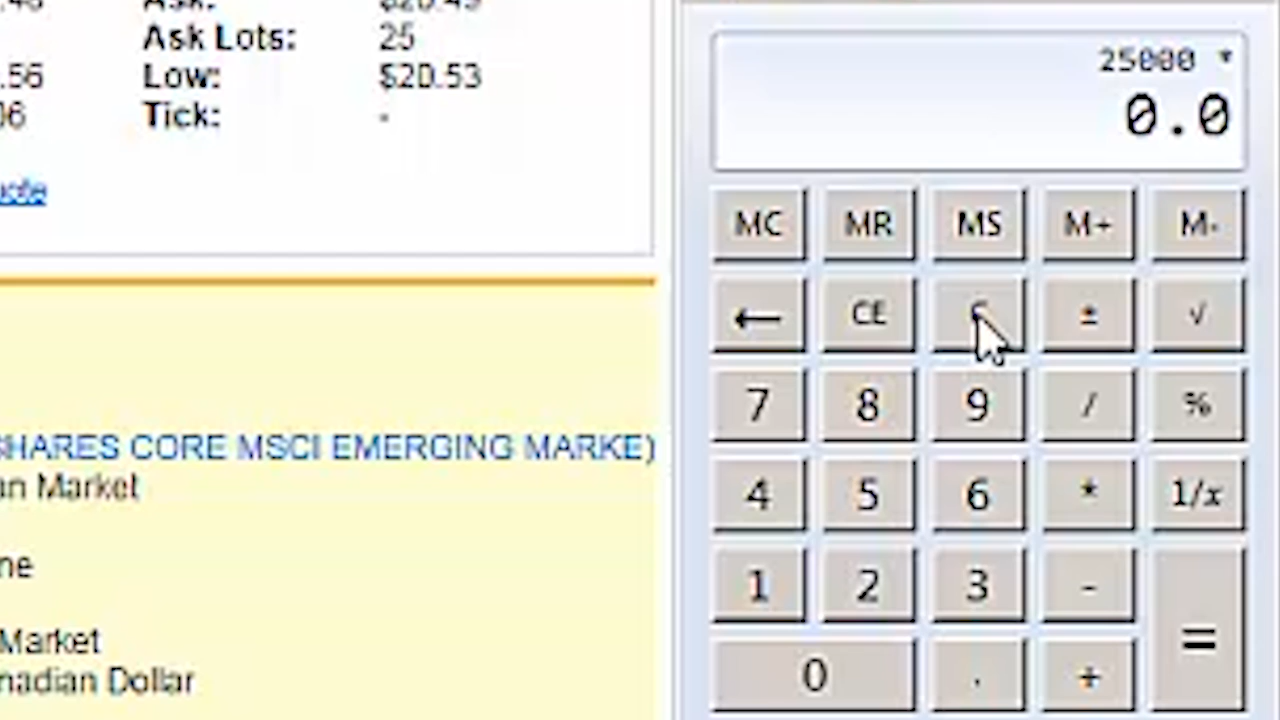 Ask:
Ask Lots: 25
.56 Low: $20.53
06 Tick: -
SHARES CORE MSCI EMERGING MARKE)
an Market
ne
Market
nadian Dollar
25000 *
0.0
MC MR MS M+ M-
← CE C ± √
7 8 9 / %
4 5 6 * 1/x
1 2 3 - =
0 . +